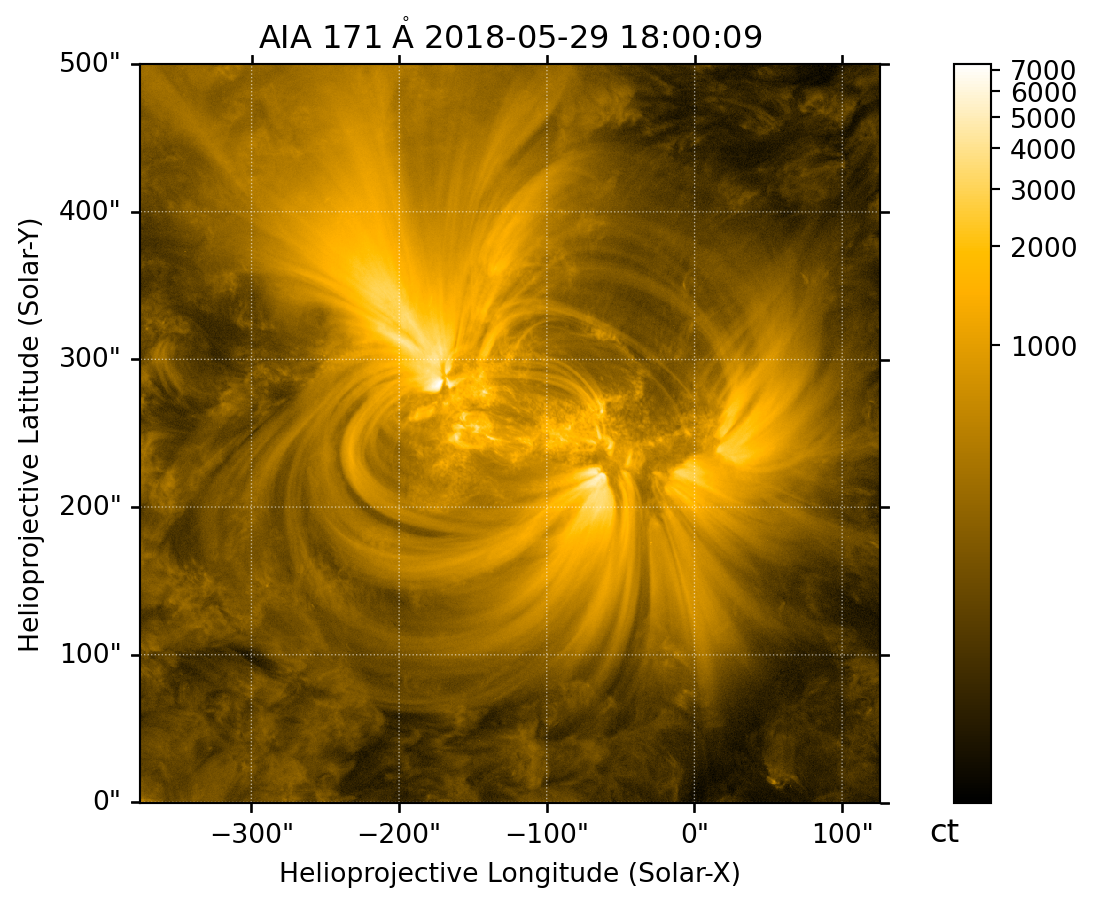 AIA 171 Å 2018-05-29 18:00:09
500"
400"
300"
200"
100"
0"
Helioprojective Latitude (Solar-Y)
−300" −200" −100" 0" 100"
Helioprojective Longitude (Solar-X)
7000
6000
5000
4000
3000
2000
1000
ct